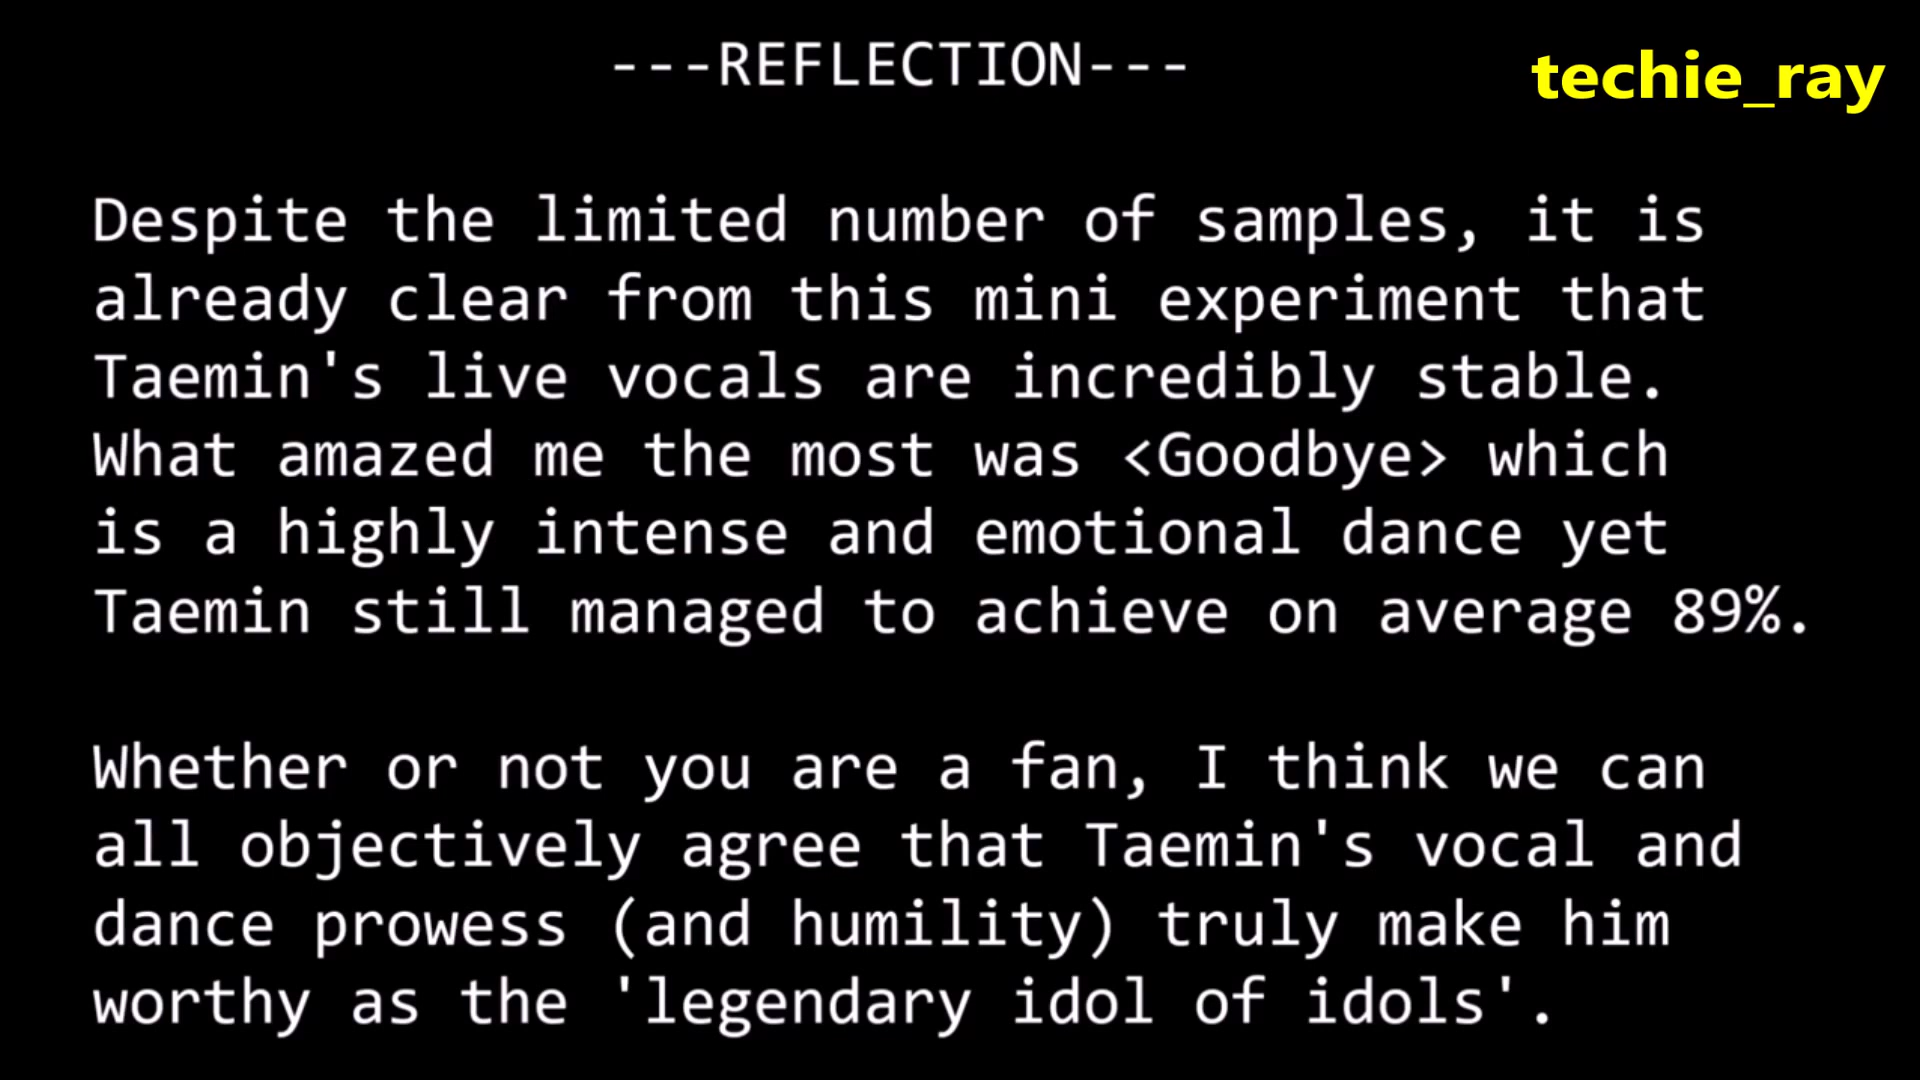 ---REFLECTION---
techie_ray
Despite the limited number of samples, it is
already clear from this mini experiment that
Taemin's live vocals are incredibly stable.
What amazed me the most was <Goodbye> which
is a highly intense and emotional dance yet
Taemin still managed to achieve on average 89%.
Whether or not you are a fan, I think we can
all objectively agree that Taemin's vocal and
dance prowess (and humility) truly make him
worthy as the 'legendary idol of idols'.